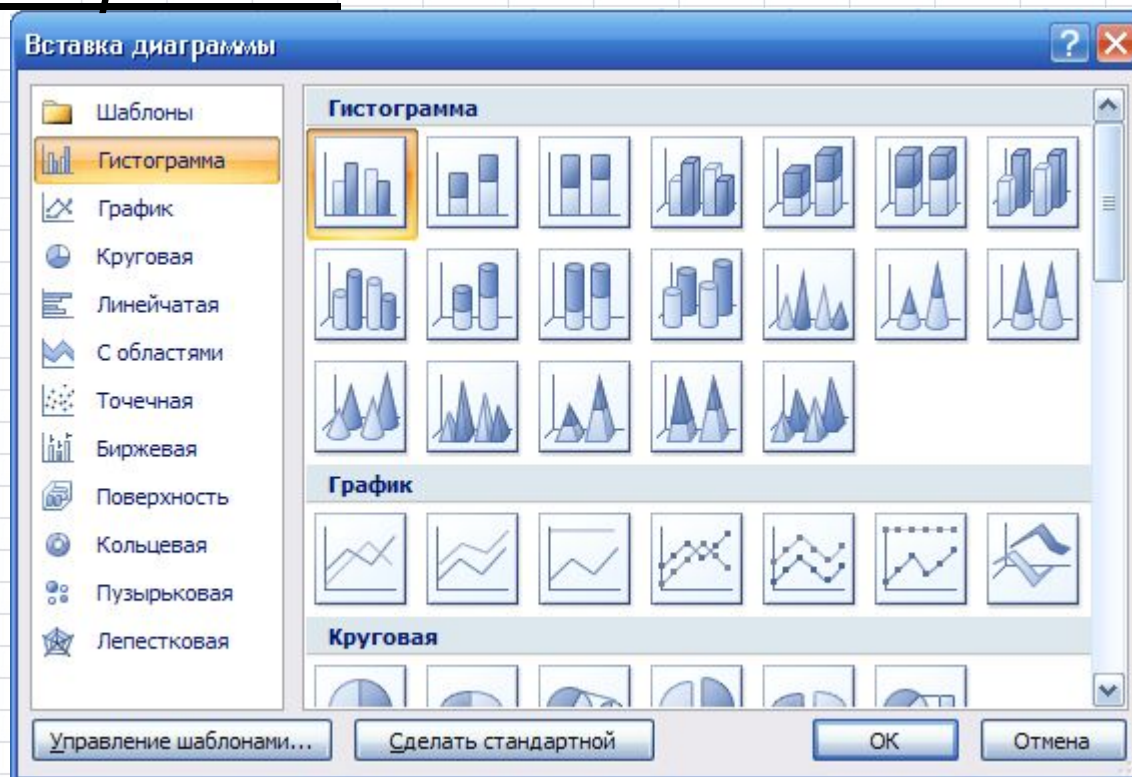 Вставка диаграммы
Шаблоны
Гистограмма
График
Круговая
Линейчатая
С областями
Точечная
Биржевая
Поверхность
Кольцевая
Пузырьковая
Лепестковая
Гистограмма
График
Круговая
Управление шаблонами...
Сделать стандартной
ОК
Отмена